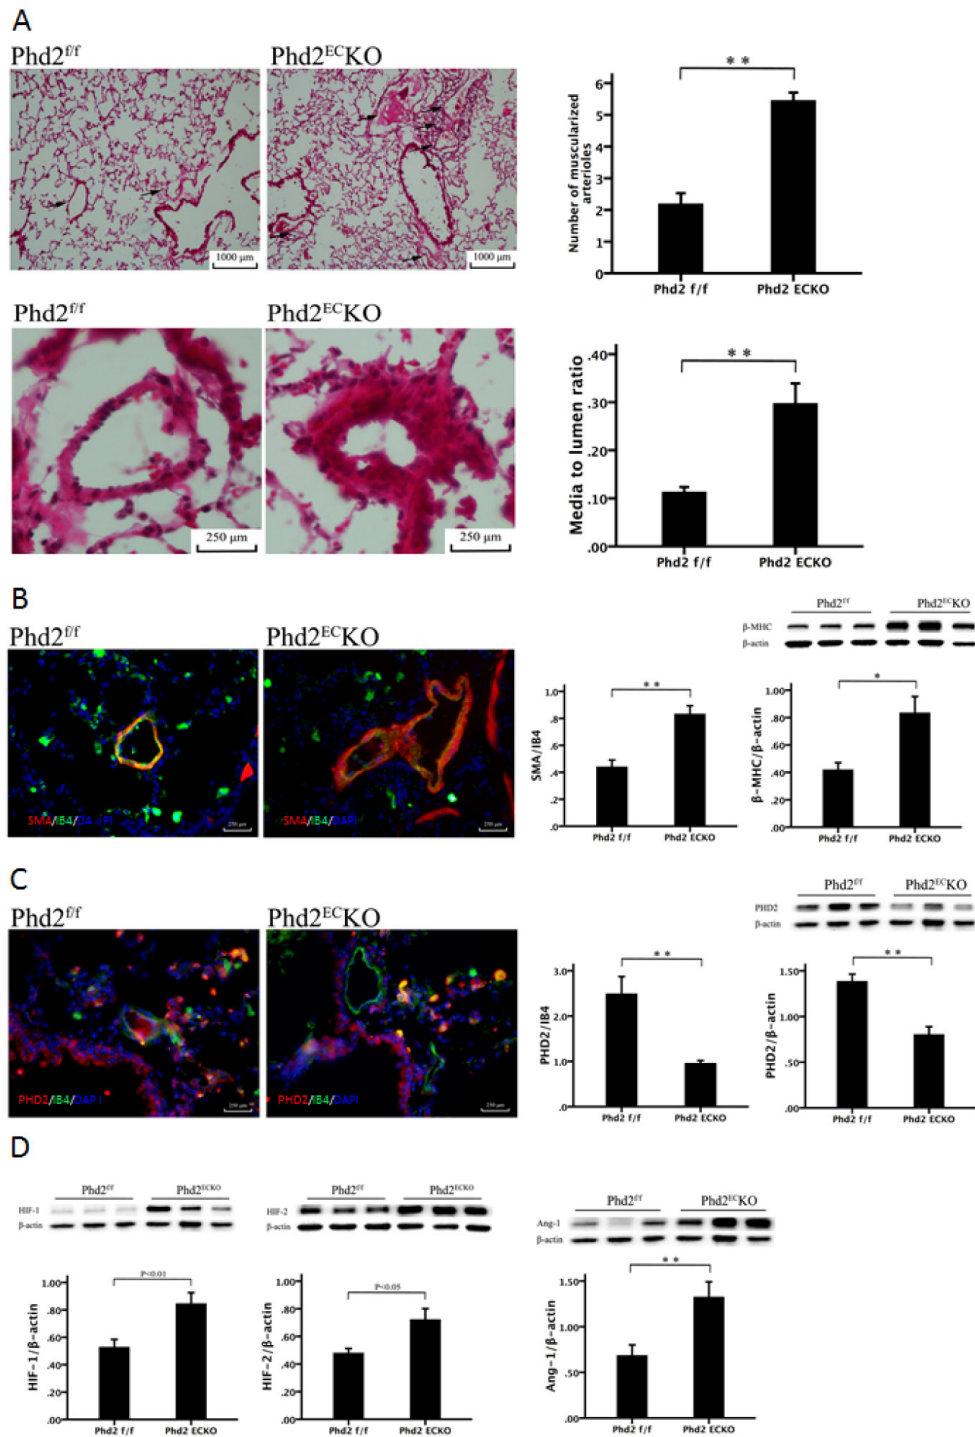 A
Phd2f/f
Phd2ECKO
1000 μm
1000 μm
**
Number of muscularized
arterioles
6
5
4
3
2
1
0
Phd2 f/f
Phd2 ECKO
Phd2f/f
Phd2ECKO
250 μm
250 μm
**
Media to lumen ratio
.40
.30
.20
.10
.00
Phd2 f/f
Phd2 ECKO
B
Phd2f/f
Phd2ECKO
SMA/IB4/DAPI
250 μm
SMA/IB4/DAPI
250 μm
**
SMA/IB4
1.0
.8
.6
.4
.2
.0
Phd2 f/f
Phd2 ECKO
Phd2f/f
Phd2ECKO
β-MHC
β-actin
*
β-MHC/β-actin
1.00
.80
.60
.40
.20
.00
Phd2 f/f
Phd2 ECKO
C
Phd2f/f
Phd2ECKO
PHD2/IB4/DAPI
250 μm
PHD2/IB4/DAPI
250 μm
**
PHD2/IB4
3.0
2.0
1.0
.0
Phd2 f/f
Phd2 ECKO
Phd2f/f
Phd2ECKO
PHD2
β-actin
**
PHD2/β-actin
1.50
1.00
.50
.00
Phd2 f/f
Phd2 ECKO
D
Phd2f/f
Phd2ECKO
HIF-1
β-actin
P<0.01
HIF-1/β-actin
1.00
.80
.60
.40
.20
.00
Phd2 f/f
Phd2 ECKO
Phd2f/f
Phd2ECKO
HIF-2
β-actin
P<0.05
HIF-2/β-actin
1.00
.80
.60
.40
.20
.00
Phd2 f/f
Phd2 ECKO
Phd2f/f
Phd2ECKO
Ang-1
β-actin
**
Ang-1/β-actin
1.50
1.00
.50
.00
Phd2 f/f
Phd2 ECKO